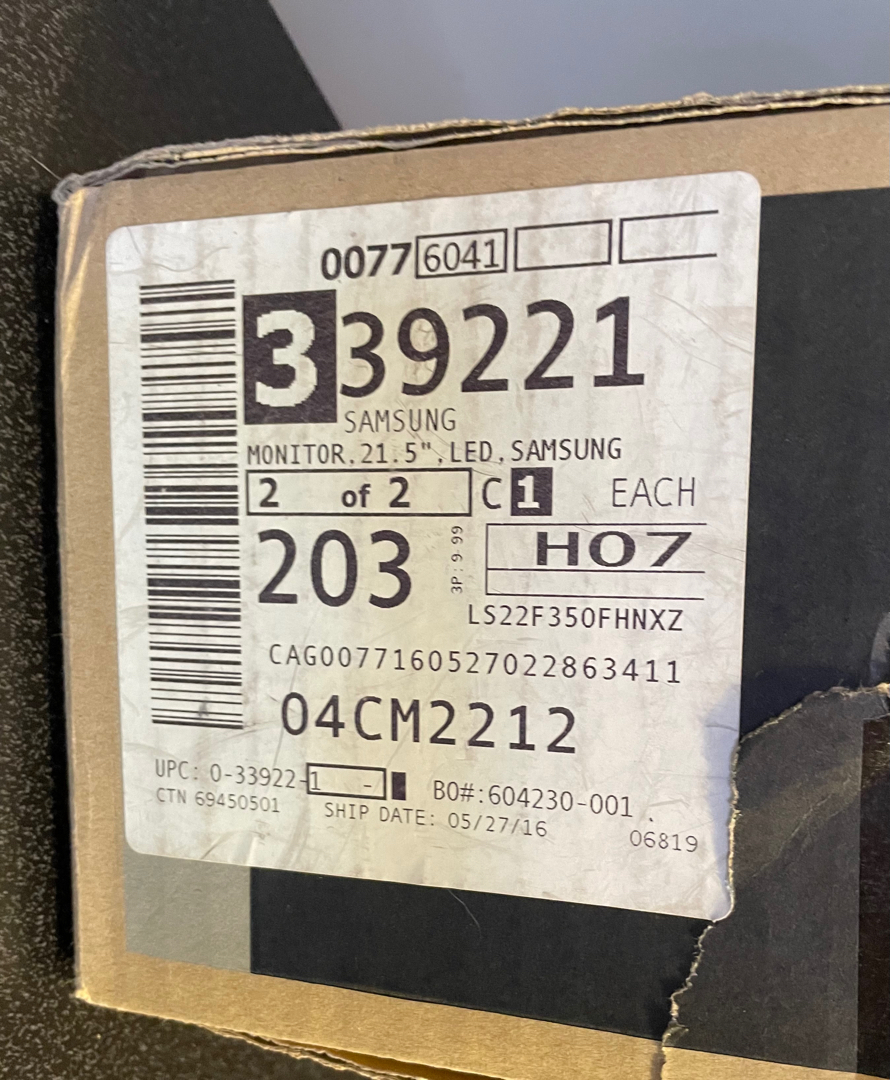 0077 6041
339221
SAMSUNG
MONITOR, 21.5", LED, SAMSUNG
2 of 2 C 1 EACH
203 3P: 9-99 H07
LS22F350FHNXZ
CAG0077160527022863411
04CM2212
UPC: 0-33922-1 - BO#:604230-001
CTN 69450501 SHIP DATE: 05/27/16 06819